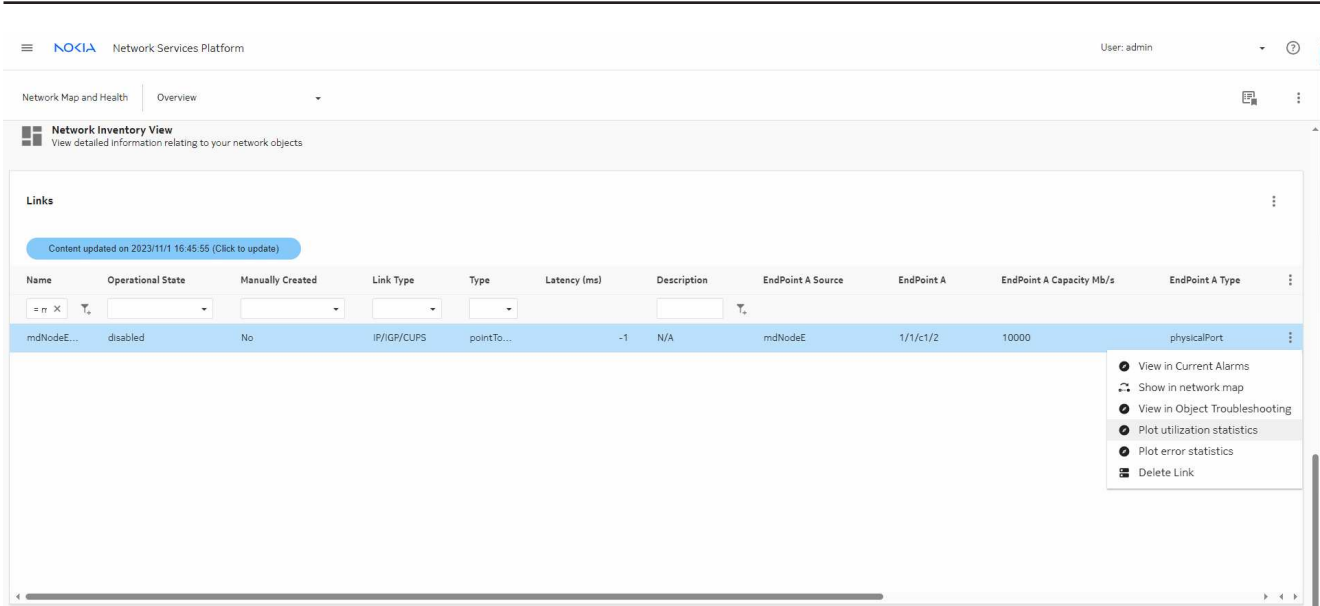 NOKIA Network Services Platform User: admin
Network Map and Health Overview
Network Inventory View
View detailed information relating to your network objects
Links
Content updated on 2023/11/1 16:45:55 (Click to update)
Name Operational State Manually Created Link Type Type Latency (ms) Description EndPoint A Source EndPoint A EndPoint A Capacity Mb/s EndPoint A Type
mdNodeE... disabled No IP/IGP/CUPS pointTo... -1 N/A mdNodeE 1/1/c1/2 10000 physicalPort
View in Current Alarms
Show in network map
View in Object Troubleshooting
Plot utilization statistics
Plot error statistics
Delete Link